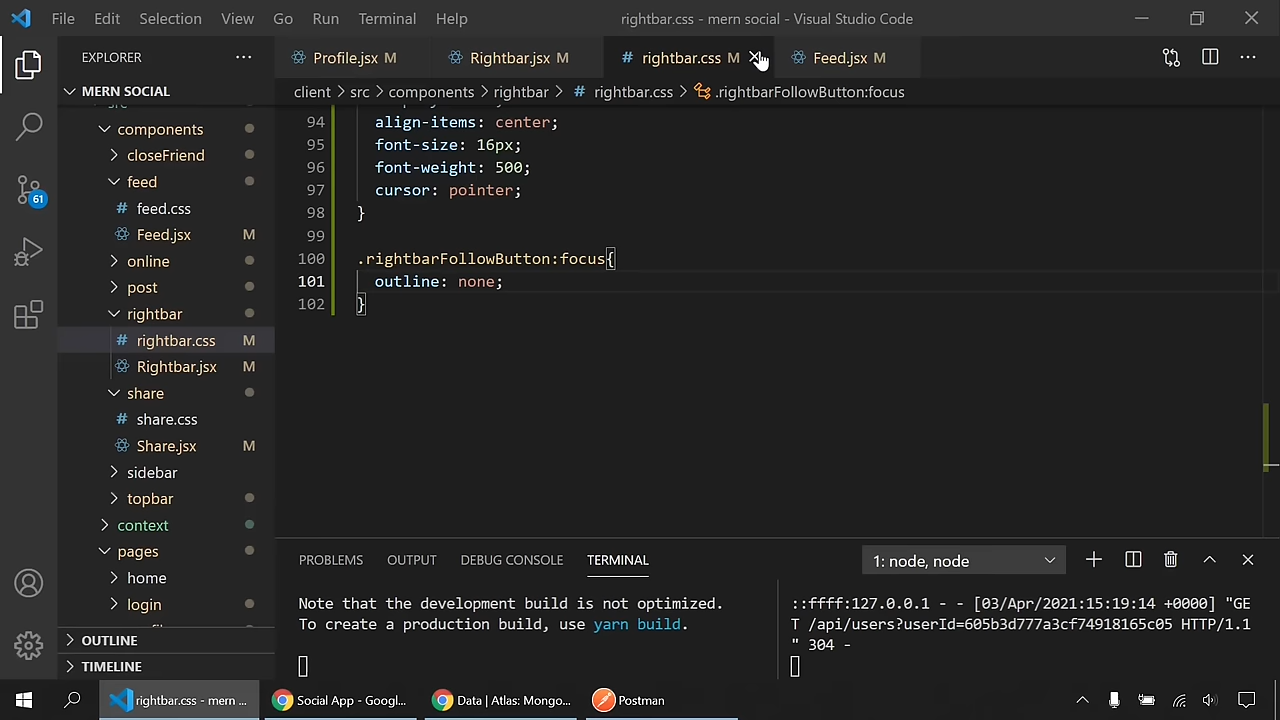 File Edit Selection View Go Run Terminal Help
rightbar.css - mern social - Visual Studio Code
EXPLORER
Profile.jsx M
Rightbar.jsx M
# rightbar.css M
Feed.jsx M
MERN SOCIAL
client > src > components > rightbar > # rightbar.css > .rightbarFollowButton:focus
components
closeFriend
feed
# feed.css
Feed.jsx M
online
post
rightbar
# rightbar.css M
Rightbar.jsx M
share
# share.css
Share.jsx M
sidebar
topbar
context
pages
home
login
OUTLINE
TIMELINE
61
94 align-items: center;
95 font-size: 16px;
96 font-weight: 500;
97 cursor: pointer;
98 }
99
100 .rightbarFollowButton:focus{
101 outline: none;
102 }
PROBLEMS OUTPUT DEBUG CONSOLE TERMINAL
1: node, node
Note that the development build is not optimized.
To create a production build, use yarn build.
::ffff:127.0.0.1 - - [03/Apr/2021:15:19:14 +0000] "GE
T /api/users?userId=605b3d777a3cf74918165c05 HTTP/1.1
" 304 -
rightbar.css - mern ...
Social App - Googl...
Data | Atlas: Mongo...
Postman